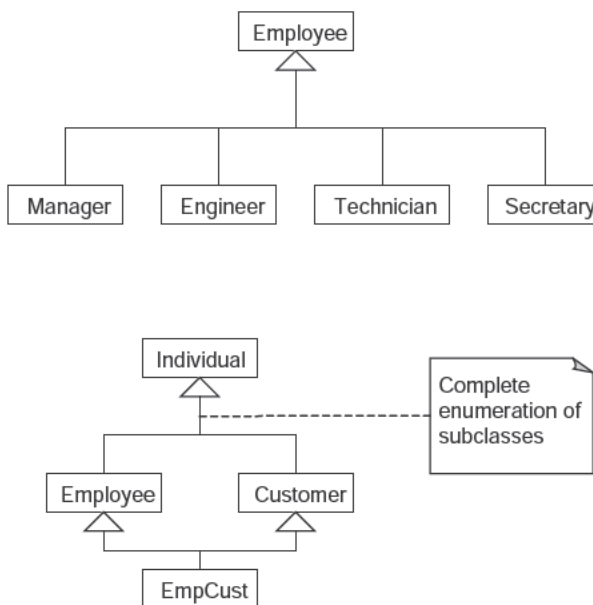 Employee
Manager
Engineer
Technician
Secretary
Individual
Complete
enumeration of
subclasses
Employee
Customer
EmpCust